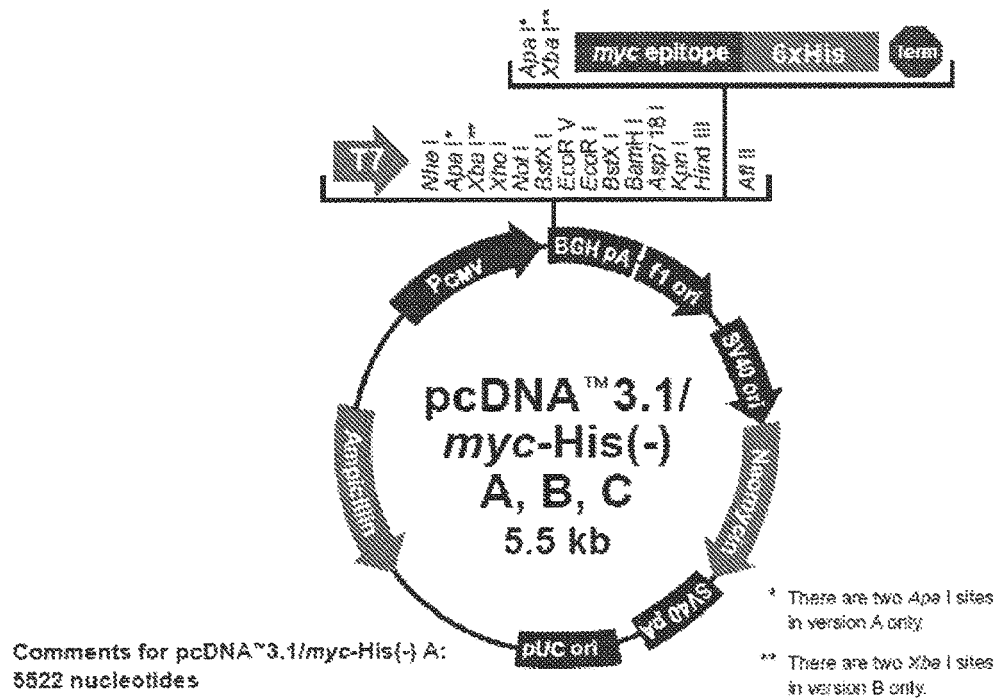 Apa I*
Xba I**
myc epitope
6xHis
Term
T7
Nhe I
Apa I*
Xba I**
Xho I
Not I
BstX I
EcoR V
EcoR I
BstX I
BamH I
Asp718 I
Kpn I
Hind III
Afl II
PCMV
BGH pA
f1 ori
SV40 ori
Neomycin
SV40 pA
pUC ori
Ampicillin
pcDNA™3.1/
myc-His(-)
A, B, C
5.5 kb
* There are two Apa I sites
in version A only.
** There are two Xba I sites
in version B only.
Comments for pcDNA™3.1/myc-His(-) A:
5522 nucleotides